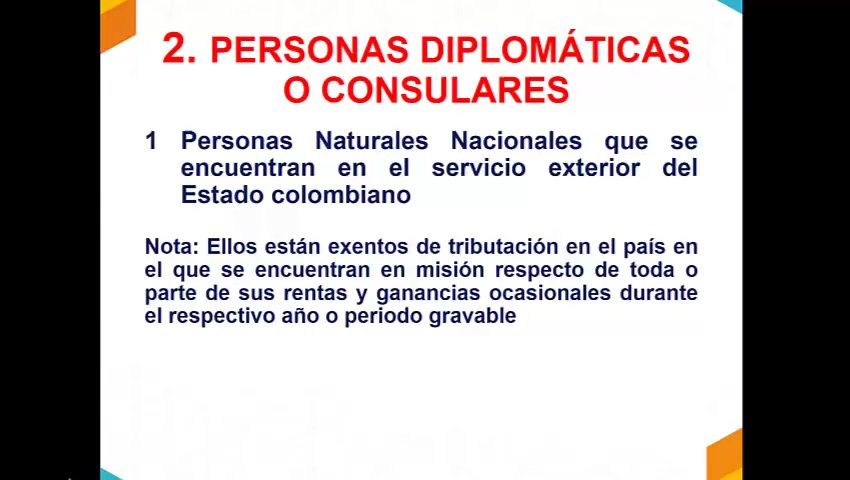 2. PERSONAS DIPLOMÁTICAS
O CONSULARES
1 Personas Naturales Nacionales que se
encuentran en el servicio exterior del
Estado colombiano
Nota: Ellos están exentos de tributación en el país en
el que se encuentran en misión respecto de toda o
parte de sus rentas y ganancias ocasionales durante
el respectivo año o periodo gravable